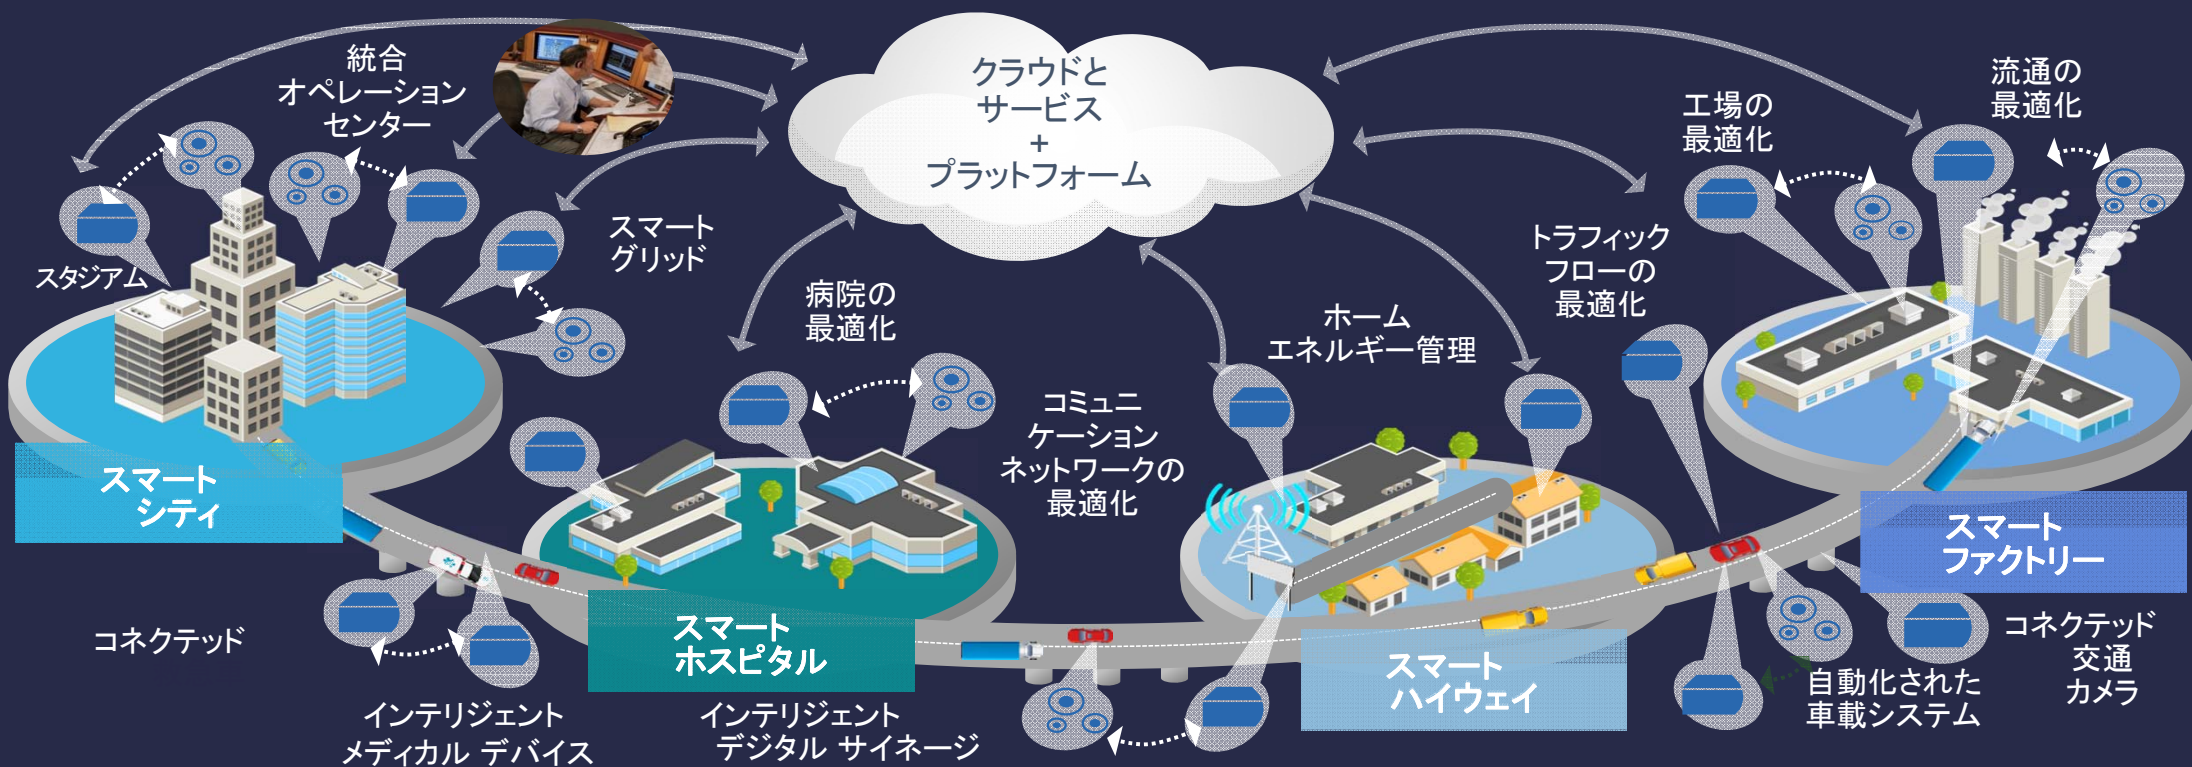 統合
オペレーション
センター
クラウドと
サービス
+
プラットフォーム
流通の
最適化
工場の
最適化
スタジアム
スマート
グリッド
病院の
最適化
トラフィック
フローの
最適化
ホーム
エネルギー管理
コミュニ
ケーション
ネットワークの
最適化
スマート
シティ
スマート
ファクトリー
コネクテッド
スマート
ホスピタル
スマート
ハイウェイ
コネクテッド
交通
カメラ
インテリジェント
メディカル デバイス
インテリジェント
デジタル サイネージ
自動化された
車載システム